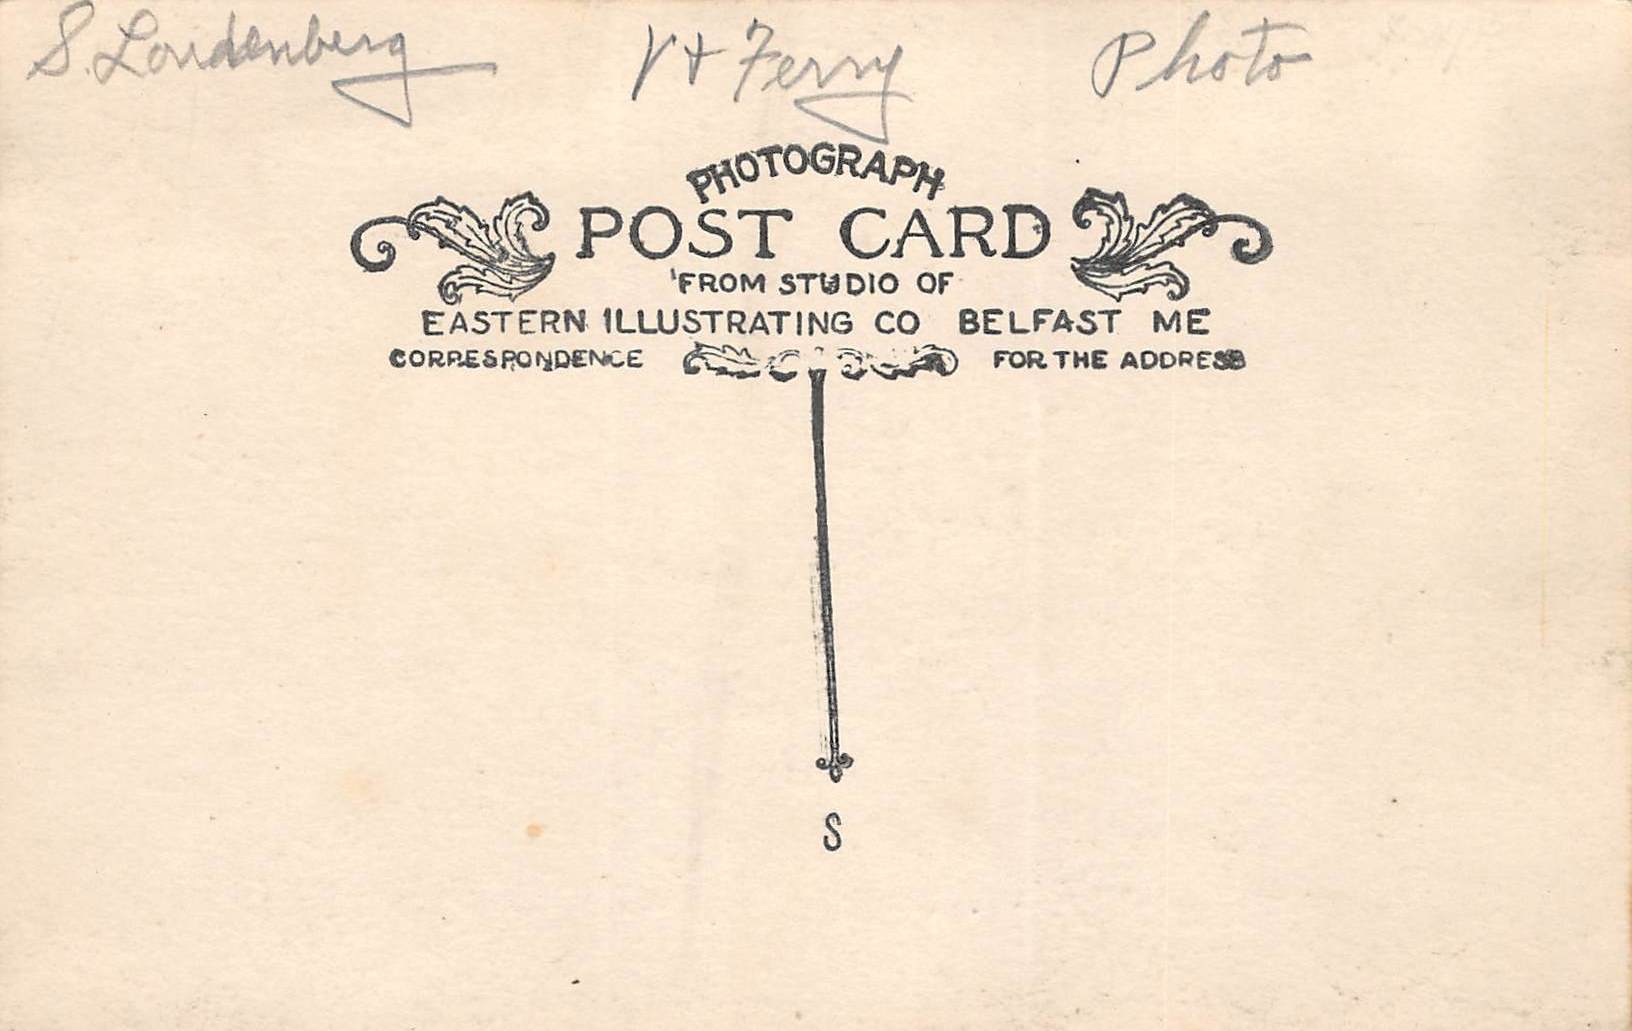 S. Londenberg Vt Ferry Photo
PHOTOGRAPH
POST CARD
FROM STUDIO OF
EASTERN ILLUSTRATING CO BELFAST ME
CORRESPONDENCE FOR THE ADDRESS
S